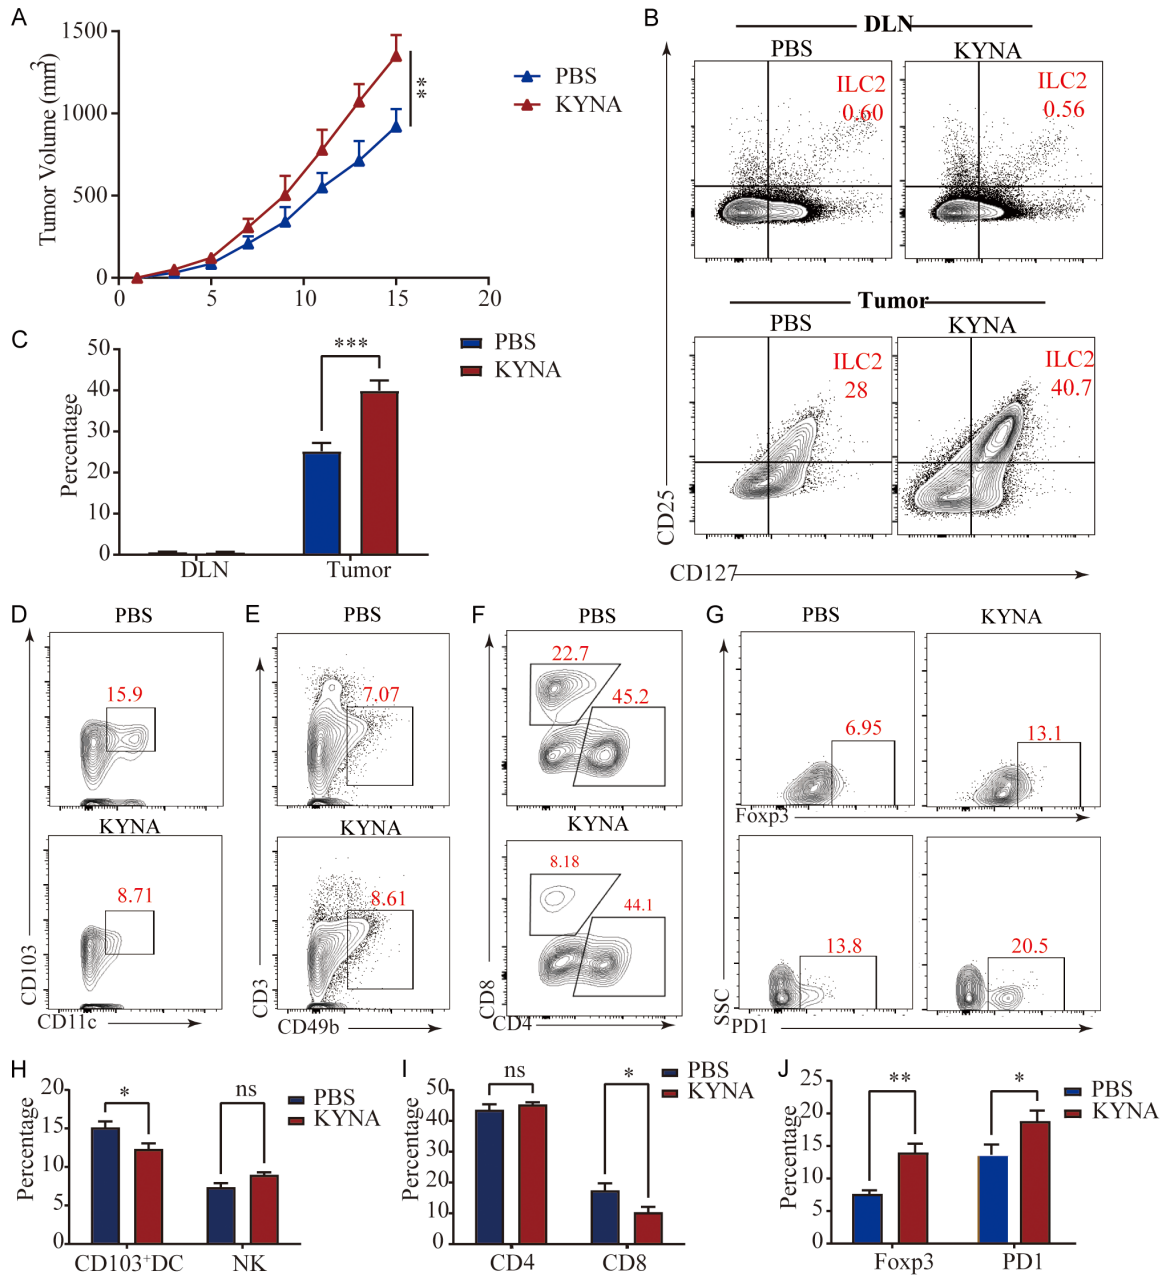 A
1500
1000
500
0
0 5 10 15 20
Tumor Volume (mm3)
**
PBS
KYNA
B
DLN
PBS KYNA
ILC2
0.60
ILC2
0.56
Tumor
PBS KYNA
ILC2
28
ILC2
40.7
CD25
CD127
C
50
40
30
20
10
0
Percentage
***
DLN Tumor
PBS
KYNA
D
PBS
15.9
KYNA
8.71
CD103
CD11c
E
PBS
7.07
KYNA
8.61
CD3
CD49b
F
PBS
22.7
45.2
KYNA
8.18
44.1
CD8
CD4
G
PBS KYNA
6.95 13.1
Foxp3
13.8 20.5
SSC
PD1
H
20
15
10
5
0
Percentage
* ns
CD103+DC NK
PBS
KYNA
I
50
40
30
20
10
0
Percentage
ns *
CD4 CD8
PBS
KYNA
J
25
20
15
10
5
0
Percentage
** *
Foxp3 PD1
PBS
KYNA